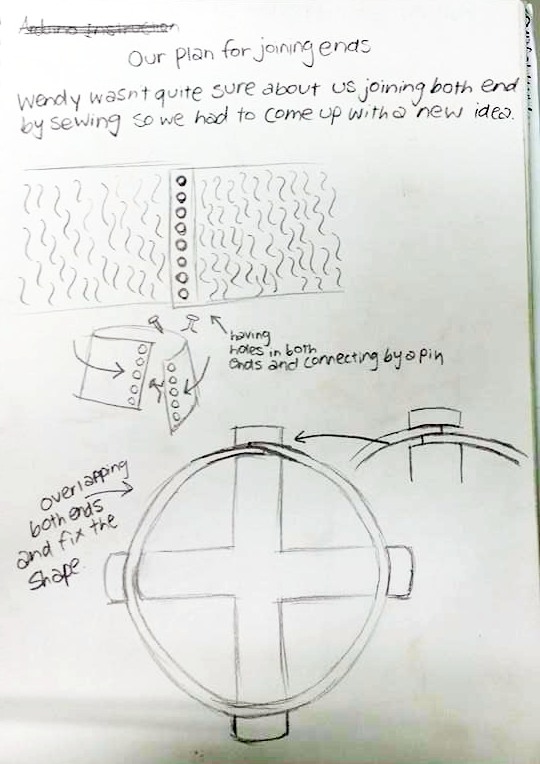 Arduino Instruction
Our plan for joining ends
Wendy wasnt quite sure about us joining both end
by sewing so we had to come up with a new idea.
having
holes in both
ends and connecting by a pin
overlapping
both ends
and fix the
shape.